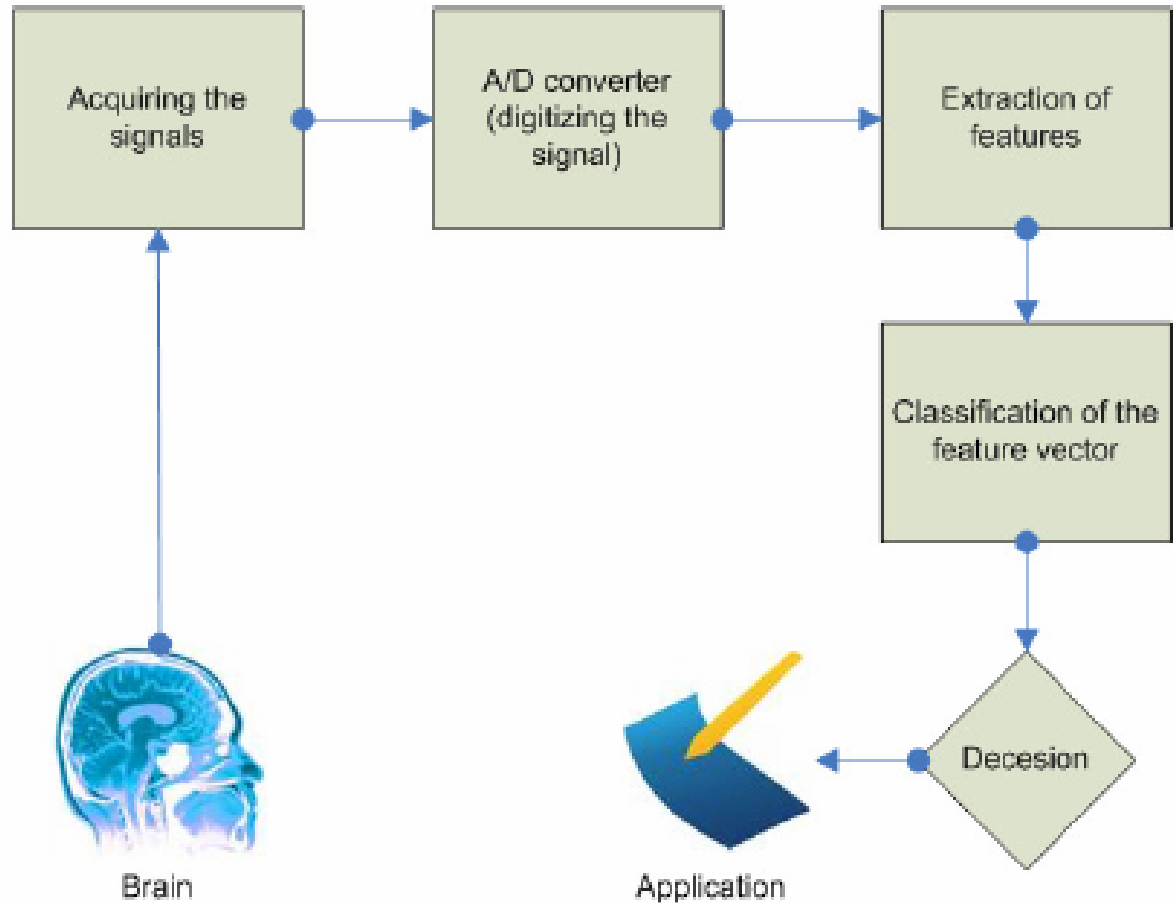 Acquiring the
signals
A/D converter
(digitizing the
signal)
Extraction of
features
Classification of the
feature vector
Decesion
Application
Brain